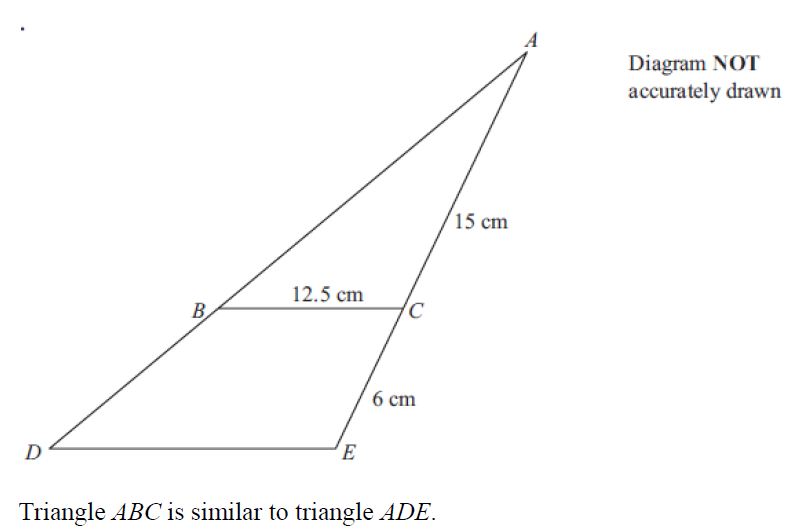 A
Diagram NOT
accurately drawn
15 cm
12.5 cm
B
C
6 cm
D
E
Triangle ABC is similar to triangle ADE.